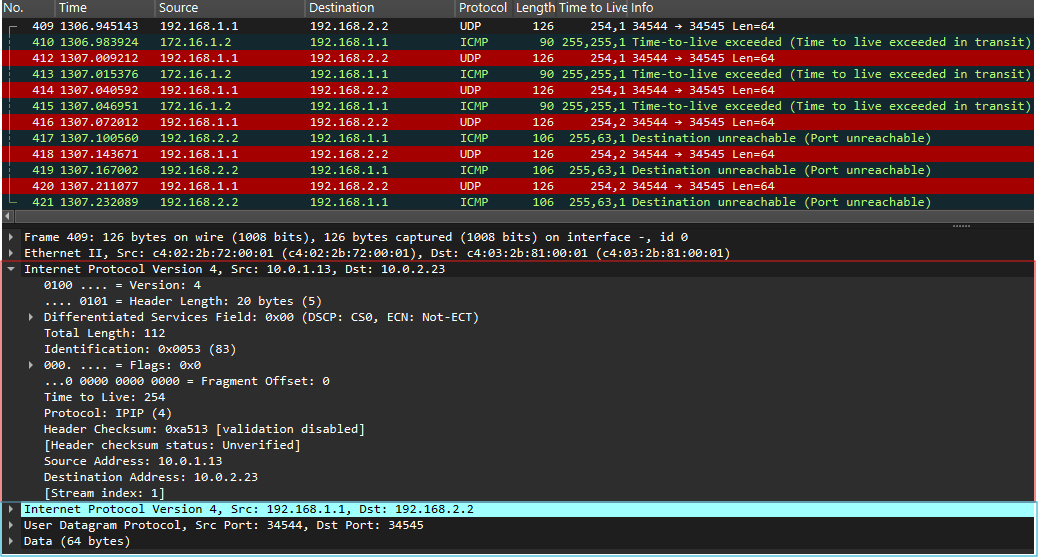 No. Time Source Destination Protocol Length Time to Live Info
409 1306.945143 192.168.1.1 192.168.2.2 UDP 126 254,1 34544 → 34545 Len=64
410 1306.983924 172.16.1.2 192.168.1.1 ICMP 90 255,255,1 Time-to-live exceeded (Time to live exceeded in transit)
412 1307.009212 192.168.1.1 192.168.2.2 UDP 126 254,1 34544 → 34545 Len=64
413 1307.015376 172.16.1.2 192.168.1.1 ICMP 90 255,255,1 Time-to-live exceeded (Time to live exceeded in transit)
414 1307.040592 192.168.1.1 192.168.2.2 UDP 126 254,1 34544 → 34545 Len=64
415 1307.046951 172.16.1.2 192.168.1.1 ICMP 90 255,255,1 Time-to-live exceeded (Time to live exceeded in transit)
416 1307.072012 192.168.1.1 192.168.2.2 UDP 126 254,2 34544 → 34545 Len=64
417 1307.100560 192.168.2.2 192.168.1.1 ICMP 106 255,63,1 Destination unreachable (Port unreachable)
418 1307.143671 192.168.1.1 192.168.2.2 UDP 126 254,2 34544 → 34545 Len=64
419 1307.167002 192.168.2.2 192.168.1.1 ICMP 106 255,63,1 Destination unreachable (Port unreachable)
420 1307.211077 192.168.1.1 192.168.2.2 UDP 126 254,2 34544 → 34545 Len=64
421 1307.232089 192.168.2.2 192.168.1.1 ICMP 106 255,63,1 Destination unreachable (Port unreachable)
Frame 409: 126 bytes on wire (1008 bits), 126 bytes captured (1008 bits) on interface -, id 0
Ethernet II, Src: c4:02:2b:72:00:01 (c4:02:2b:72:00:01), Dst: c4:03:2b:81:00:01 (c4:03:2b:81:00:01)
Internet Protocol Version 4, Src: 10.0.1.13, Dst: 10.0.2.23
0100 .... = Version: 4
.... 0101 = Header Length: 20 bytes (5)
Differentiated Services Field: 0x00 (DSCP: CS0, ECN: Not-ECT)
Total Length: 112
Identification: 0x0053 (83)
000. .... = Flags: 0x0
...0 0000 0000 0000 = Fragment Offset: 0
Time to Live: 254
Protocol: IPIP (4)
Header Checksum: 0xa513 [validation disabled]
[Header checksum status: Unverified]
Source Address: 10.0.1.13
Destination Address: 10.0.2.23
[Stream index: 1]
Internet Protocol Version 4, Src: 192.168.1.1, Dst: 192.168.2.2
User Datagram Protocol, Src Port: 34544, Dst Port: 34545
Data (64 bytes)